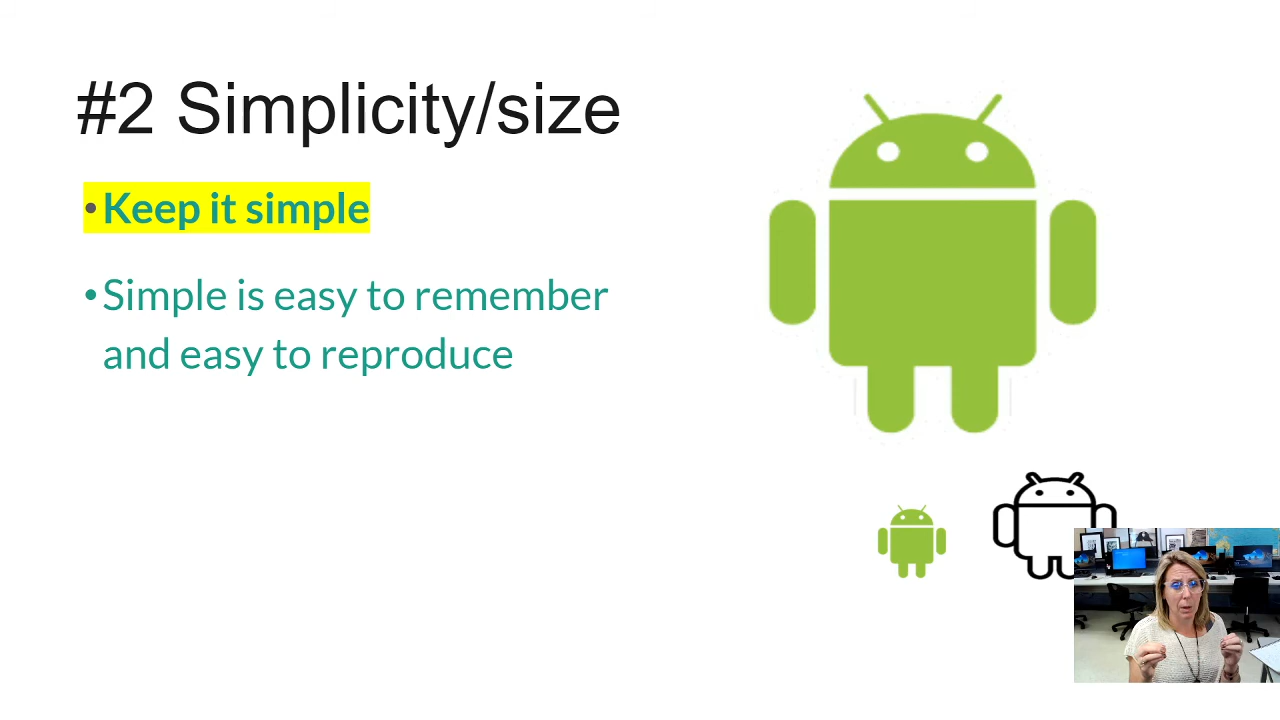 #2 Simplicity/size
•Keep it simple
•Simple is easy to remember
and easy to reproduce